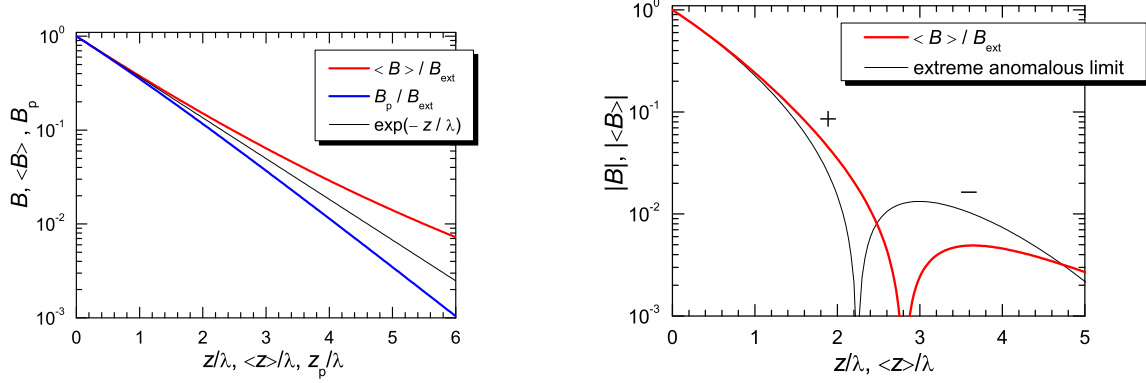 10^0
10^-1
10^-2
10^-3
B, <B>, B_p
0 1 2 3 4 5 6
z/λ, <z>/λ, z_p/λ
< B > / B_ext
B_p / B_ext
exp(– z / λ)
10^0
10^-1
10^-2
10^-3
|B|, |<B>|
0 1 2 3 4 5
z/λ, <z>/λ
< B > / B_ext
extreme anomalous limit
+
–